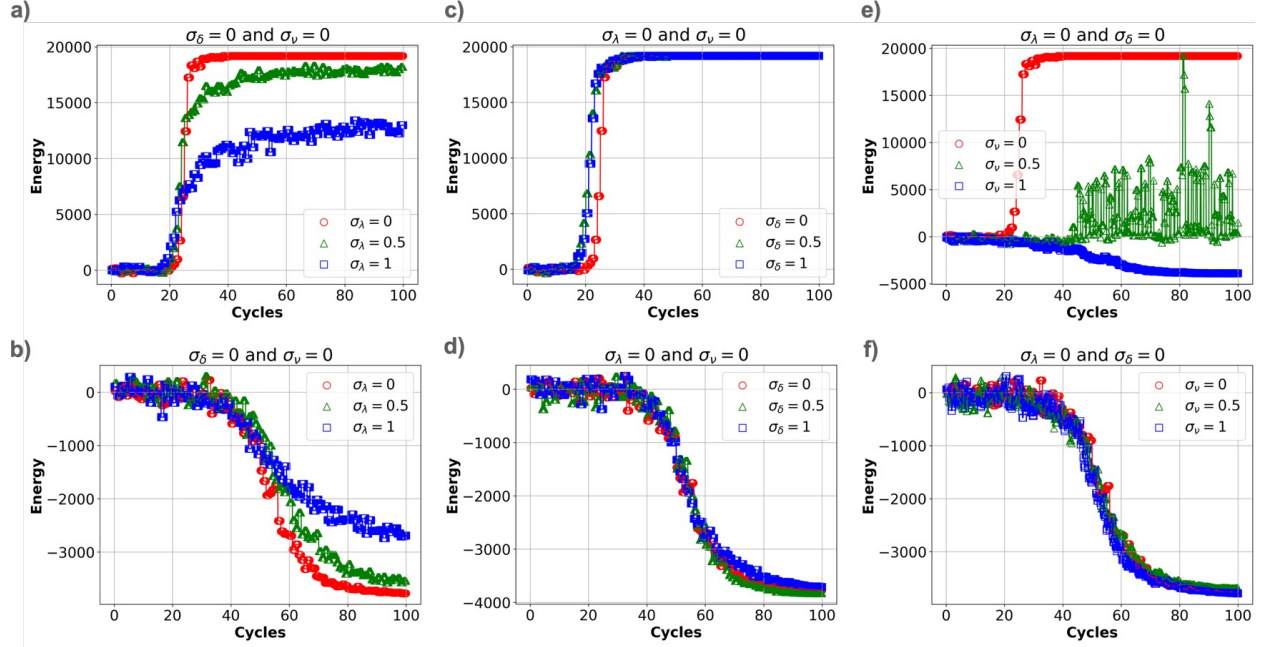 a)
σδ = 0 and σν = 0
20000
15000
10000
5000
0
Energy
σλ = 0
σλ = 0.5
σλ = 1
0 20 40 60 80 100
Cycles
c)
σλ = 0 and σν = 0
20000
15000
10000
5000
0
Energy
σδ = 0
σδ = 0.5
σδ = 1
0 20 40 60 80 100
Cycles
e)
σλ = 0 and σδ = 0
20000
15000
10000
5000
0
−5000
Energy
σν = 0
σν = 0.5
σν = 1
0 20 40 60 80 100
Cycles
b)
σδ = 0 and σν = 0
0
−1000
−2000
−3000
Energy
σλ = 0
σλ = 0.5
σλ = 1
0 20 40 60 80 100
Cycles
d)
σλ = 0 and σν = 0
0
−1000
−2000
−3000
−4000
Energy
σδ = 0
σδ = 0.5
σδ = 1
0 20 40 60 80 100
Cycles
f)
σλ = 0 and σδ = 0
0
−1000
−2000
−3000
Energy
σν = 0
σν = 0.5
σν = 1
0 20 40 60 80 100
Cycles